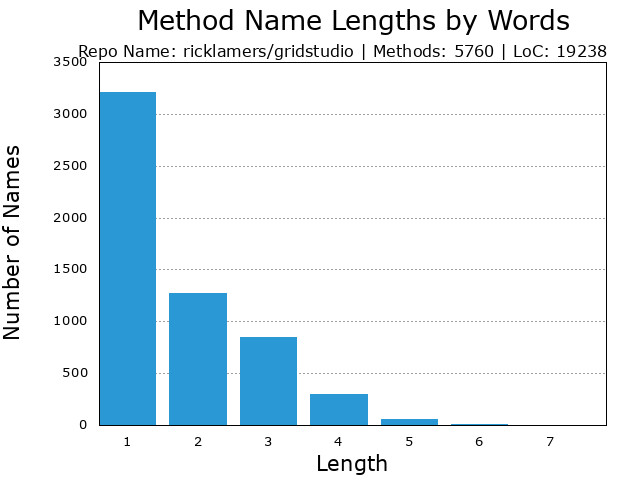 Method Name Lengths by Words
Repo Name: ricklamers/gridstudio | Methods: 5760 | LoC: 19238
Number of Names
3500
3000
2500
2000
1500
1000
500
0
1 2 3 4 5 6 7
Length